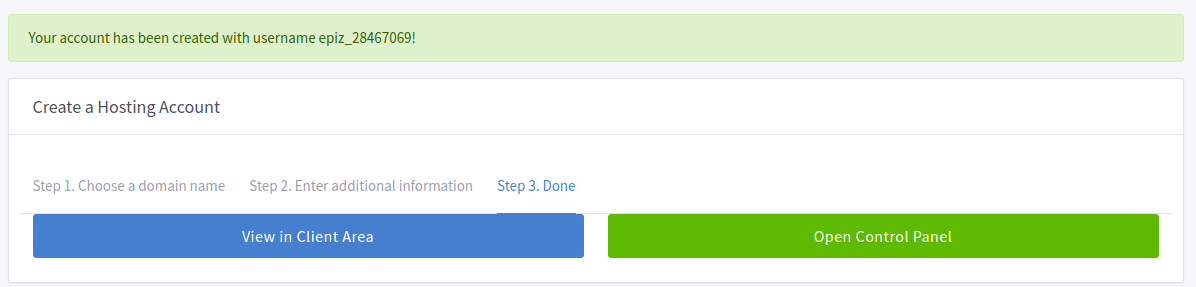 Your account has been created with username epiz_28467069!
Create a Hosting Account
Step 1. Choose a domain name Step 2. Enter additional information Step 3. Done
View in Client Area Open Control Panel